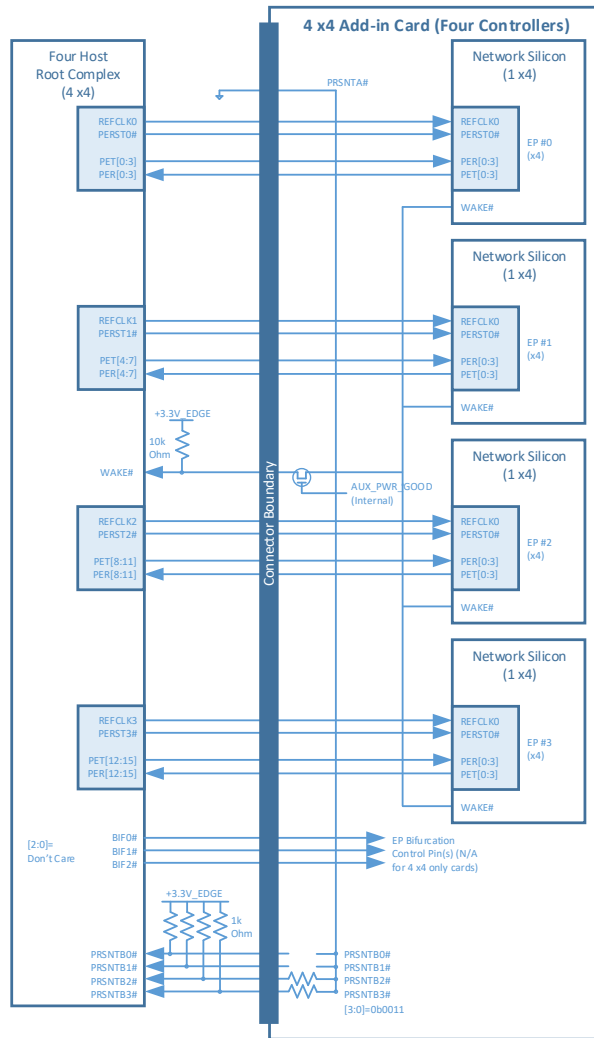 4 x4 Add-in Card (Four Controllers)
Four Host
Root Complex
(4 x4)
PRSNTA#
Network Silicon
(1 x4)
REFCLK0
PERST0#
PET[0:3]
PER[0:3]
REFCLK0
PERST0#
PER[0:3]
PET[0:3]
EP #0
(x4)
WAKE#
Network Silicon
(1 x4)
REFCLK1
PERST1#
PET[4:7]
PER[4:7]
REFCLK0
PERST0#
PER[0:3]
PET[0:3]
EP #1
(x4)
WAKE#
+3.3V_EDGE
10k
Ohm
WAKE#
AUX_PWR_GOOD
(Internal)
Connector Boundary
Network Silicon
(1 x4)
REFCLK2
PERST2#
PET[8:11]
PER[8:11]
REFCLK0
PERST0#
PER[0:3]
PET[0:3]
EP #2
(x4)
WAKE#
Network Silicon
(1 x4)
REFCLK3
PERST3#
PET[12:15]
PER[12:15]
REFCLK0
PERST0#
PER[0:3]
PET[0:3]
EP #3
(x4)
WAKE#
[2:0]=
Don't Care
BIF0#
BIF1#
BIF2#
EP Bifurcation
Control Pin(s) (N/A
for 4 x4 only cards)
+3.3V_EDGE
1k
Ohm
PRSNTB0#
PRSNTB1#
PRSNTB2#
PRSNTB3#
PRSNTB0#
PRSNTB1#
PRSNTB2#
PRSNTB3#
[3:0]=0b0011